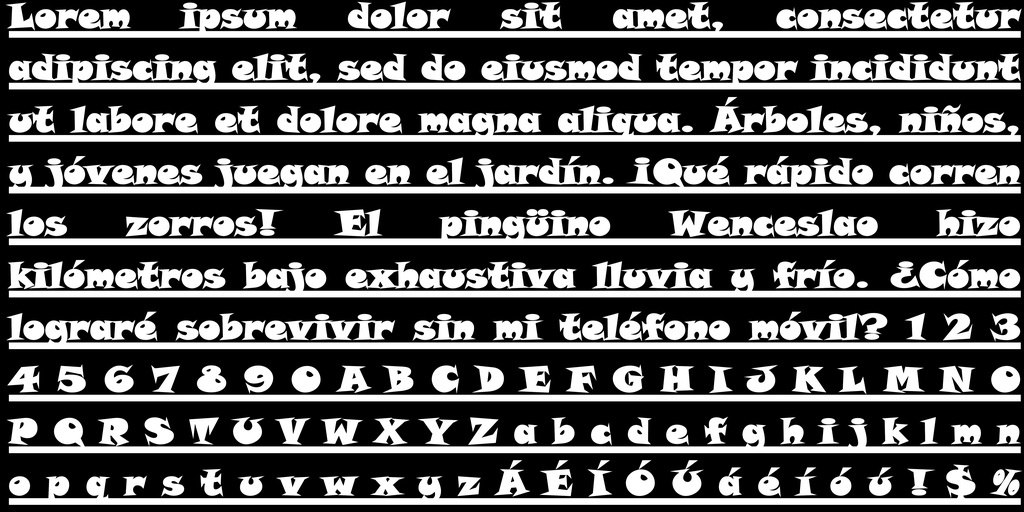 Lorem ipsum dolor sit amet, consectetur
adipiscing elit, sed do eiusmod tempor incididunt
ut labore et dolore magna aliqua. Árboles, niños,
y jóvenes juegan en el jardín. ¡Qué rápido corren
los zorros! El pingüino Wenceslao hizo
kilómetros bajo exhaustiva lluvia y frío. ¿Cómo
lograré sobrevivir sin mi teléfono móvil? 1 2 3
4 5 6 7 8 9 0 A B C D E F G H I J K L M N O
P Q R S T U V W X Y Z a b c d e f g h i j k l m n
o p q r s t u v w x y z Á É Í Ó Ú á é í ó ú ! $ %